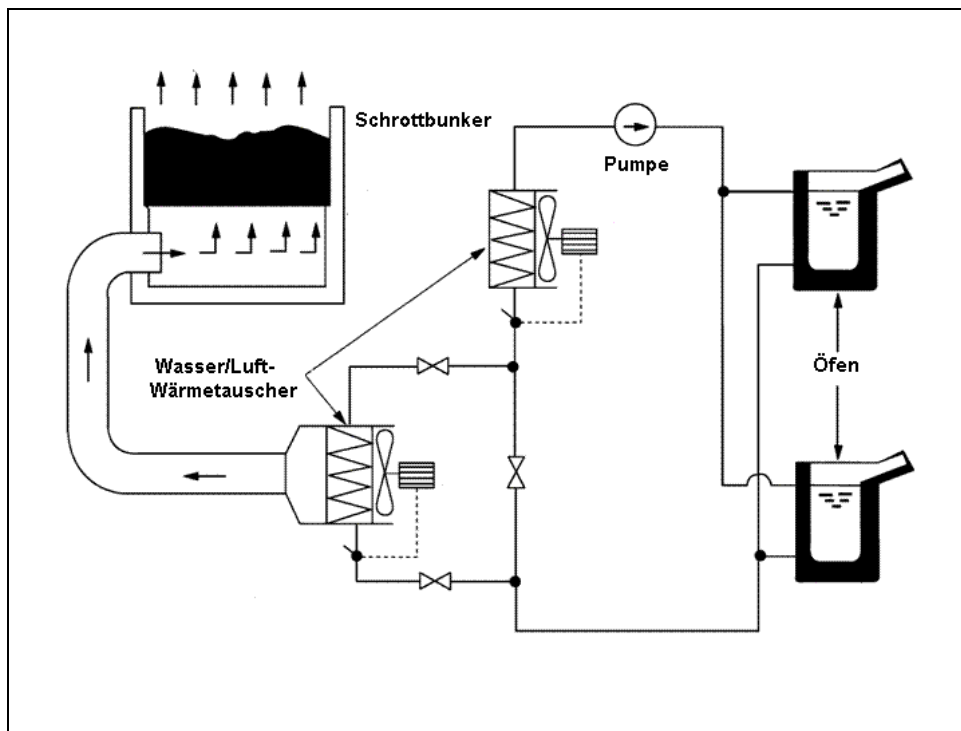 Schrottbunker
Pumpe
Wasser/Luft-
Wärmetauscher
Öfen